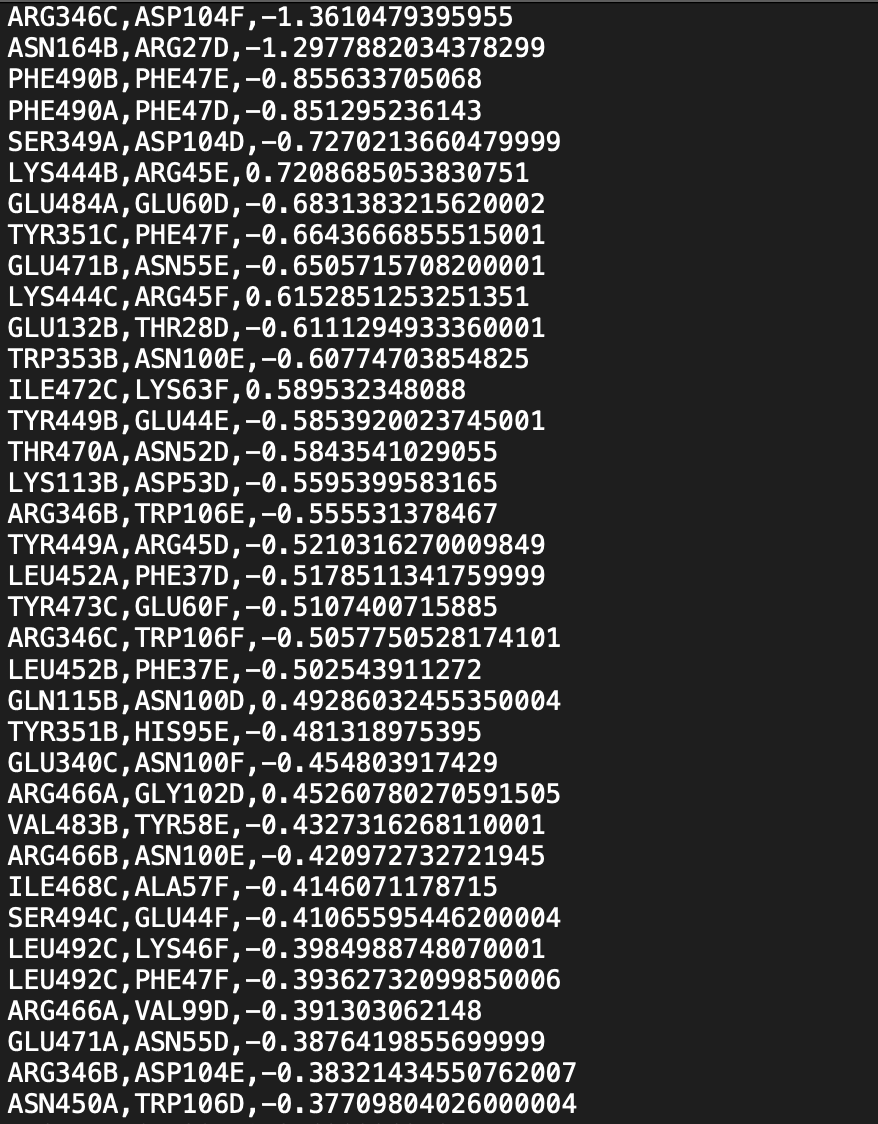 ARG346C,ASP104F,-1.3610479395955
ASN164B,ARG27D,-1.2977882034378299
PHE490B,PHE47E,-0.855633705068
PHE490A,PHE47D,-0.851295236143
SER349A,ASP104D,-0.7270213660479999
LYS444B,ARG45E,0.7208685053830751
GLU484A,GLU60D,-0.6831383215620002
TYR351C,PHE47F,-0.6643666855515001
GLU471B,ASN55E,-0.6505715708200001
LYS444C,ARG45F,0.6152851253251351
GLU132B,THR28D,-0.6111294933360001
TRP353B,ASN100E,-0.60774703854825
ILE472C,LYS63F,0.589532348088
TYR449B,GLU44E,-0.5853920023745001
THR470A,ASN52D,-0.5843541029055
LYS113B,ASP53D,-0.5595399583165
ARG346B,TRP106E,-0.555531378467
TYR449A,ARG45D,-0.5210316270009849
LEU452A,PHE37D,-0.5178511341759999
TYR473C,GLU60F,-0.5107400715885
ARG346C,TRP106F,-0.5057750528174101
LEU452B,PHE37E,-0.502543911272
GLN115B,ASN100D,0.49286032455350004
TYR351B,HIS95E,-0.481318975395
GLU340C,ASN100F,-0.454803917429
ARG466A,GLY102D,0.45260780270591505
VAL483B,TYR58E,-0.4327316268110001
ARG466B,ASN100E,-0.420972732721945
ILE468C,ALA57F,-0.4146071178715
SER494C,GLU44F,-0.41065595446200004
LEU492C,LYS46F,-0.3984988748070001
LEU492C,PHE47F,-0.39362732099850006
ARG466A,VAL99D,-0.391303062148
GLU471A,ASN55D,-0.3876419855699999
ARG346B,ASP104E,-0.38321434550762007
ASN450A,TRP106D,-0.37709804026000004